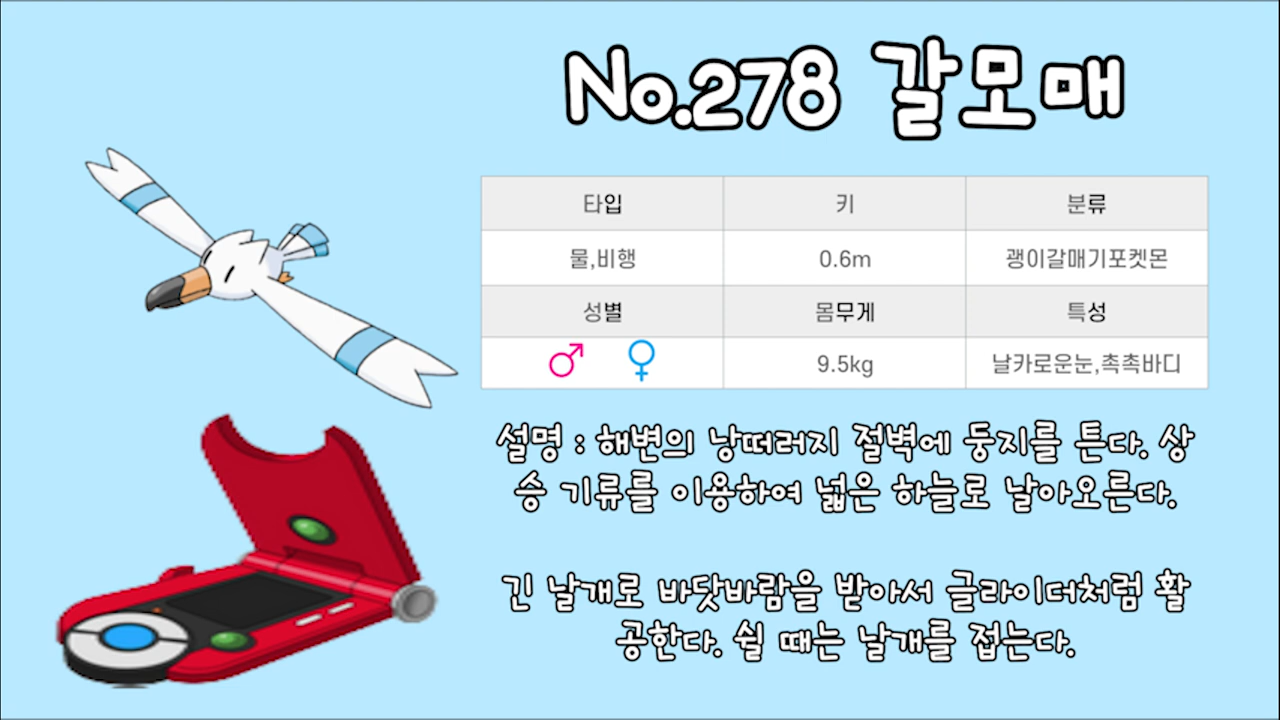 No.278 갈모매
타입 키 분류
물,비행 0.6m 괭이갈매기포켓몬
성별 몸무게 특성
♂ ♀ 9.5kg 날카로운눈,촉촉바디
설명 : 해변의 낭떠러지 절벽에 둥지를 튼다. 상
승 기류를 이용하여 넓은 하늘로 날아오른다.
긴 날개로 바닷바람을 받아서 글라이더처럼 활
공한다. 쉴 때는 날개를 접는다.